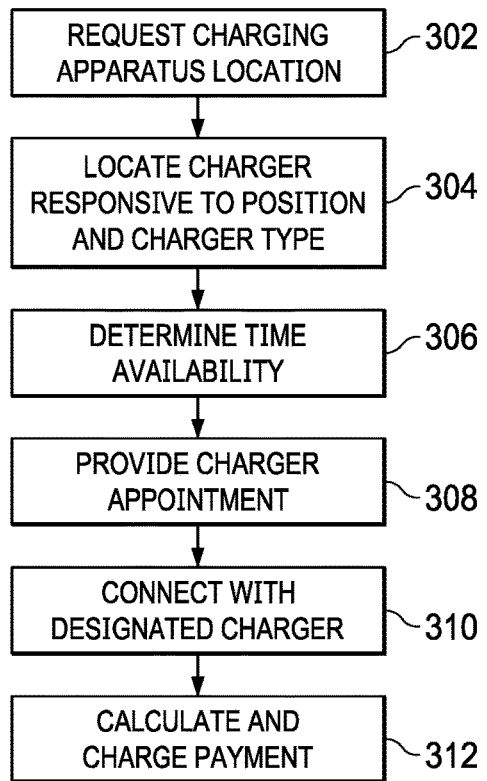 REQUEST CHARGING
APPARATUS LOCATION
302
LOCATE CHARGER
RESPONSIVE TO POSITION
AND CHARGER TYPE
304
DETERMINE TIME
AVAILABILITY
306
PROVIDE CHARGER
APPOINTMENT
308
CONNECT WITH
DESIGNATED CHARGER
310
CALCULATE AND
CHARGE PAYMENT
312